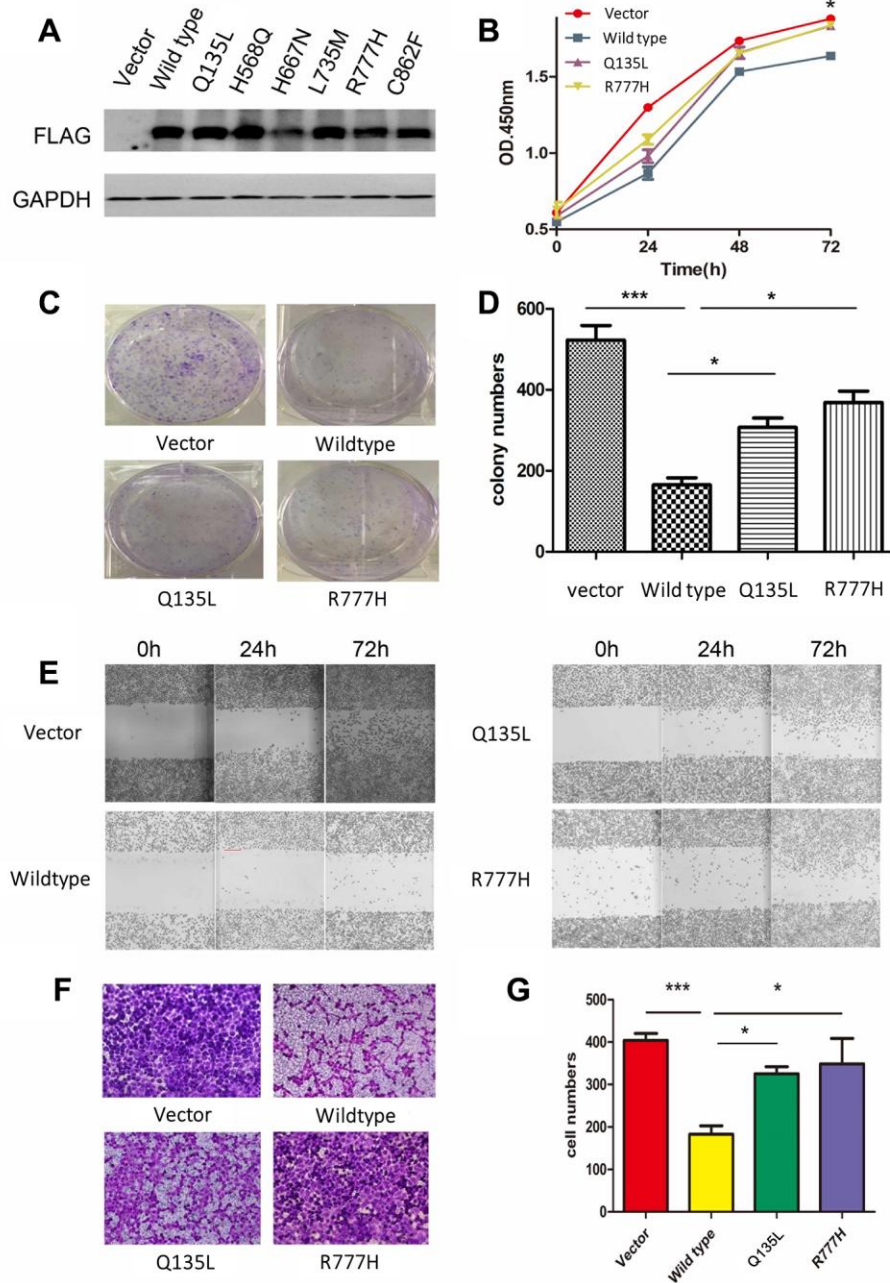 A
Vector
Wild type
Q135L
H568Q
H667N
L735M
R777H
C862F
FLAG
GAPDH
B
Vector
Wild type
Q135L
R777H
*
OD.450nm
1.5
1.0
0.5
0 24 48 72
Time(h)
C
Vector Wildtype
Q135L R777H
D
*** *
*
colony numbers
600
400
200
0
vector Wild type Q135L R777H
E
0h 24h 72h
Vector
Wildtype
0h 24h 72h
Q135L
R777H
F
Vector Wildtype
Q135L R777H
G
*** *
*
cell numbers
500
400
300
200
100
0
Vector Wild type Q135L R777H